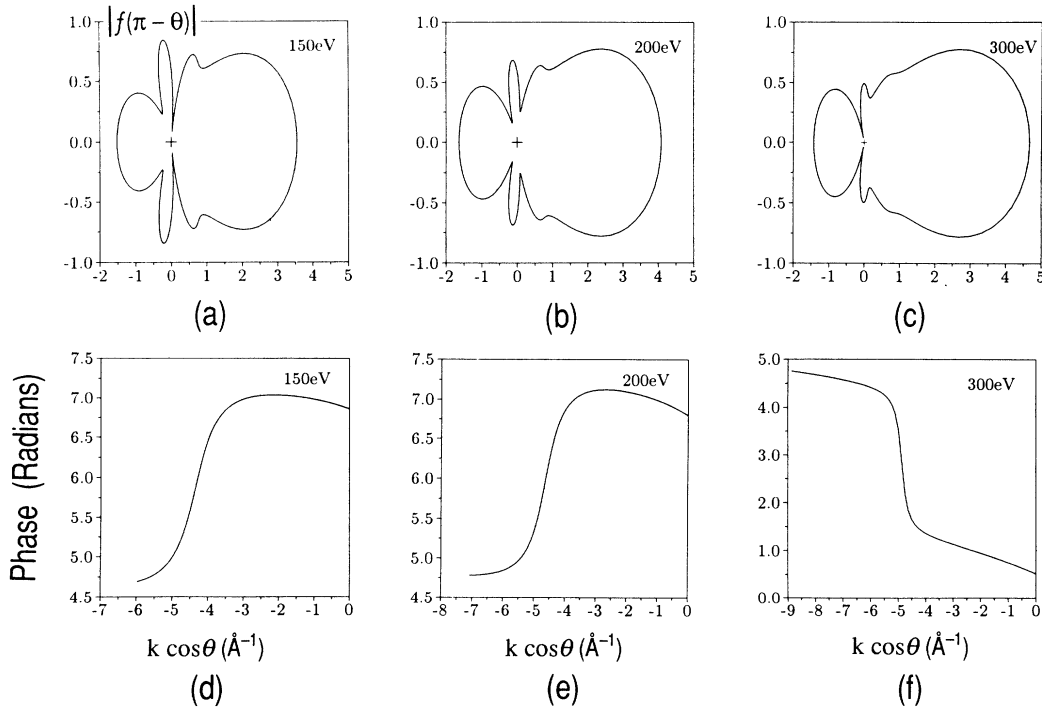 |f(π − θ)|
150eV
1.0
0.5
0.0
-0.5
-1.0
-2 -1 0 1 2 3 4 5
(a)
200eV
1.0
0.5
0.0
-0.5
-1.0
-2 -1 0 1 2 3 4 5
(b)
300eV
1.0
0.5
0.0
-0.5
-1.0
-2 -1 0 1 2 3 4 5
(c)
Phase (Radians)
150eV
7.5
7.0
6.5
6.0
5.5
5.0
4.5
-7 -6 -5 -4 -3 -2 -1 0
k cosθ (Å⁻¹)
(d)
200eV
7.5
7.0
6.5
6.0
5.5
5.0
4.5
-8 -7 -6 -5 -4 -3 -2 -1 0
k cosθ (Å⁻¹)
(e)
300eV
5.0
4.0
3.0
2.0
1.0
0.0
-9 -8 -7 -6 -5 -4 -3 -2 -1 0
k cosθ (Å⁻¹)
(f)